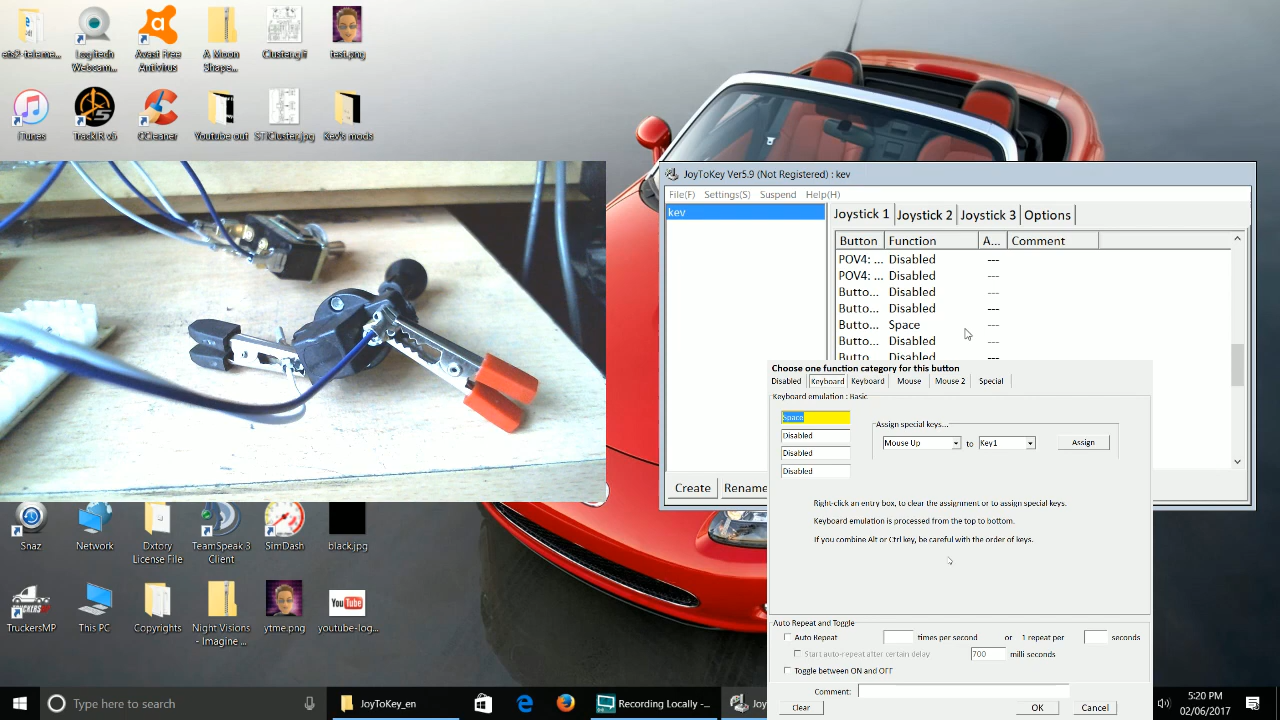 ets2-teleme...
Logitech Webcam...
Avast Free Antivirus
A Moon Shape...
Cluster.gif
test.png
iTunes
TrackIR v5
CCleaner
Youtube out
STICluster.jpg
Kev's mods
JoyToKey Ver5.9 (Not Registered) : kev
File(F) Settings(S) Suspend Help(H)
kev
Joystick 1 Joystick 2 Joystick 3 Options
Button Function A... Comment
POV4: ... Disabled ---
POV4: ... Disabled ---
Butto... Disabled ---
Butto... Disabled ---
Butto... Space ---
Butto... Disabled ---
Butto... Disabled ---
Create Rename
Choose one function category for this button
Disabled Keyboard Keyboard Mouse Mouse 2 Special
Keyboard emulation : Basic
Space
Assign special keys...
Disabled
Mouse Up to Key1 Assign
Disabled
Disabled
Right-click an entry box, to clear the assignment or to assign special keys.
Keyboard emulation is processed from the top to bottom.
If you combine Alt or Ctrl key, be careful with the order of keys.
Auto Repeat and Toggle
Auto Repeat times per second or 1 repeat per seconds
Start auto-repeat after certain delay 700 milli seconds
Toggle between ON and OFF
Comment:
Clear Ok Cancel
Snaz
Network
Dxtory License File
TeamSpeak 3 Client
SimDash
black.jpg
TruckersMP
This PC
Copyrights
Night Visions - Imagine ...
ytme.png
You Tube
youtube-log...
Type here to search
JoyToKey_en
Recording Locally -...
Joy
5:20 PM
02/06/2017